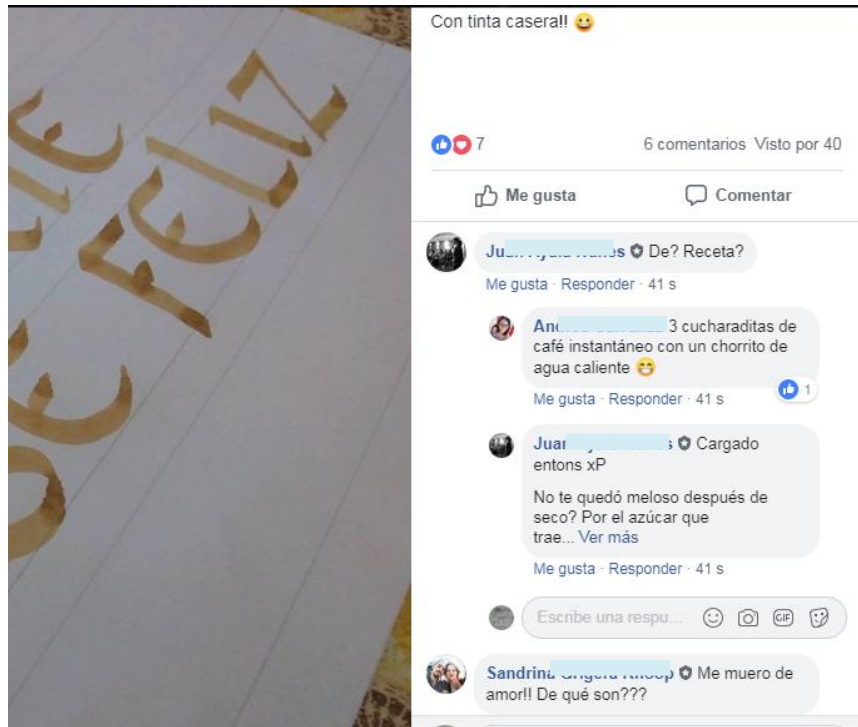 IE
SE FELIZ
Con tinta casera!! 😀
7
6 comentarios Visto por 40
Me gusta
Comentar
De? Receta?
Me gusta · Responder · 41 s
3 cucharaditas de
café instantáneo con un chorrito de
agua caliente 😁
1
Me gusta · Responder · 41 s
Juan Cargado
entons xP
No te quedó meloso después de
seco? Por el azúcar que
trae... Ver más
Me gusta · Responder · 41 s
Escribe una respu...
GIF
Sandrina Me muero de
amor!! De qué son???